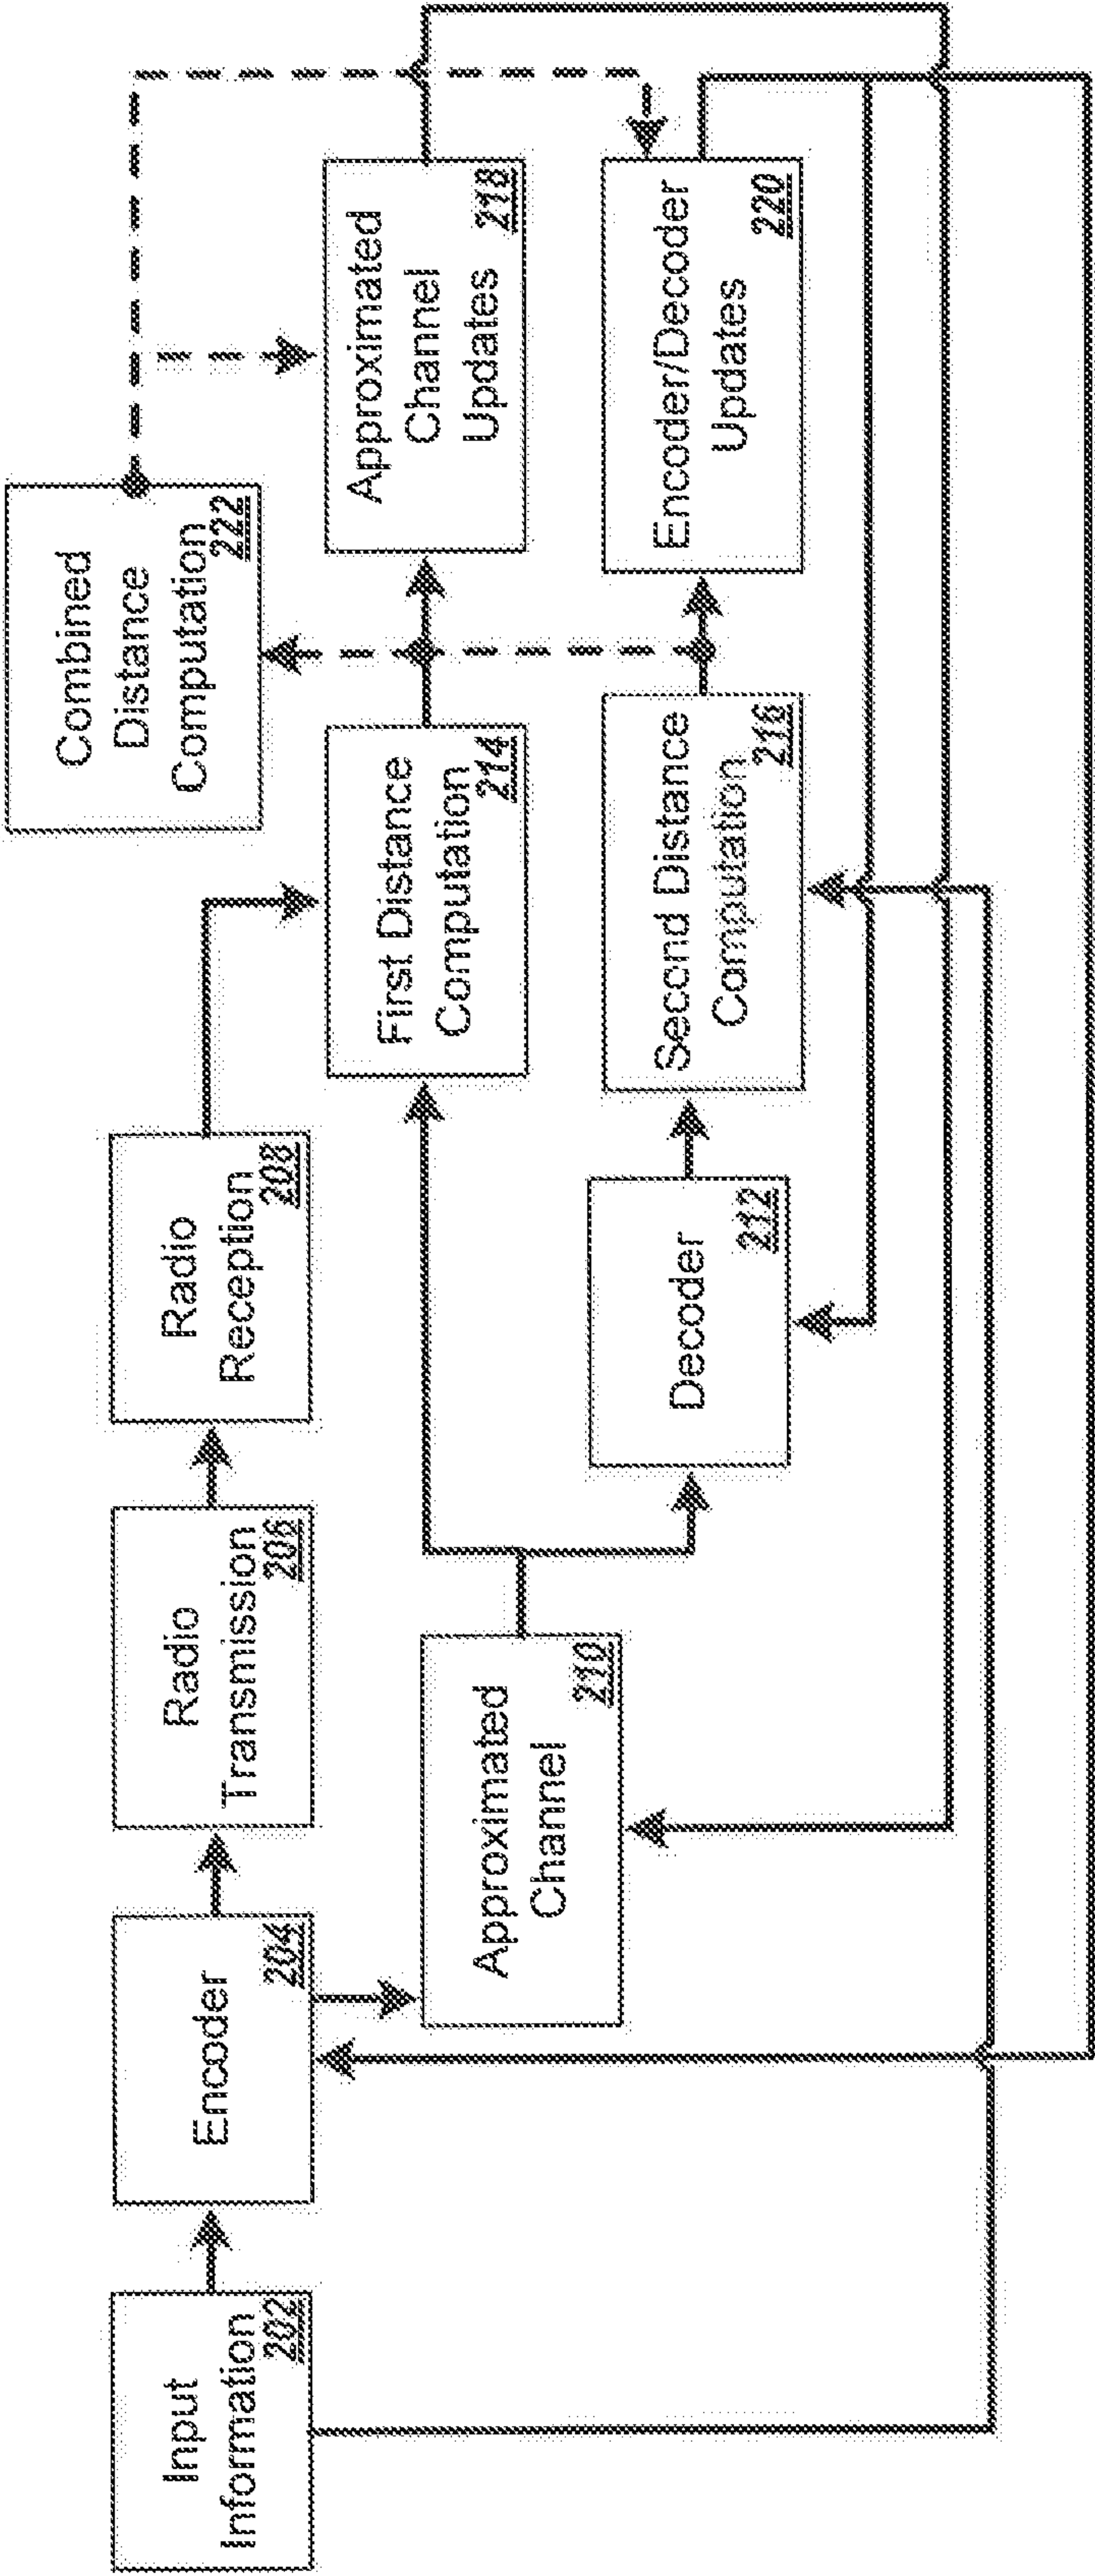 Input
Information
202
Encoder
204
Radio
Transmission
206
Radio
Reception
208
Combined
Distance
Computation
222
Approximated
Channel
210
Decoder
212
First Distance
Computation
214
Second Distance
Computation
216
Approximated
Channel
Updates
218
Encoder/Decoder
Updates
220